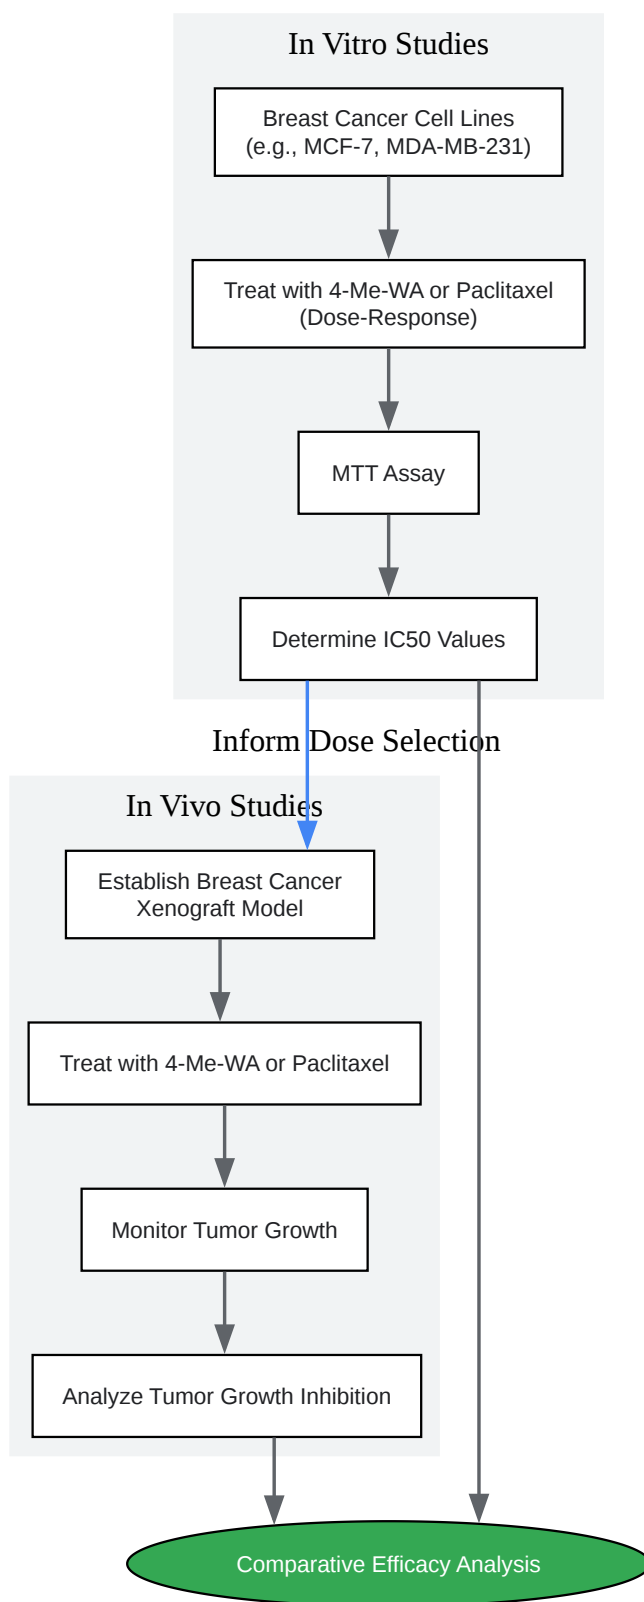 In Vitro Studies
Breast Cancer Cell Lines
(e.g., MCF-7, MDA-MB-231)
Treat with 4-Me-WA or Paclitaxel
(Dose-Response)
MTT Assay
Determine IC50 Values
Inform Dose Selection
In Vivo Studies
Establish Breast Cancer
Xenograft Model
Treat with 4-Me-WA or Paclitaxel
Monitor Tumor Growth
Analyze Tumor Growth Inhibition
Comparative Efficacy Analysis